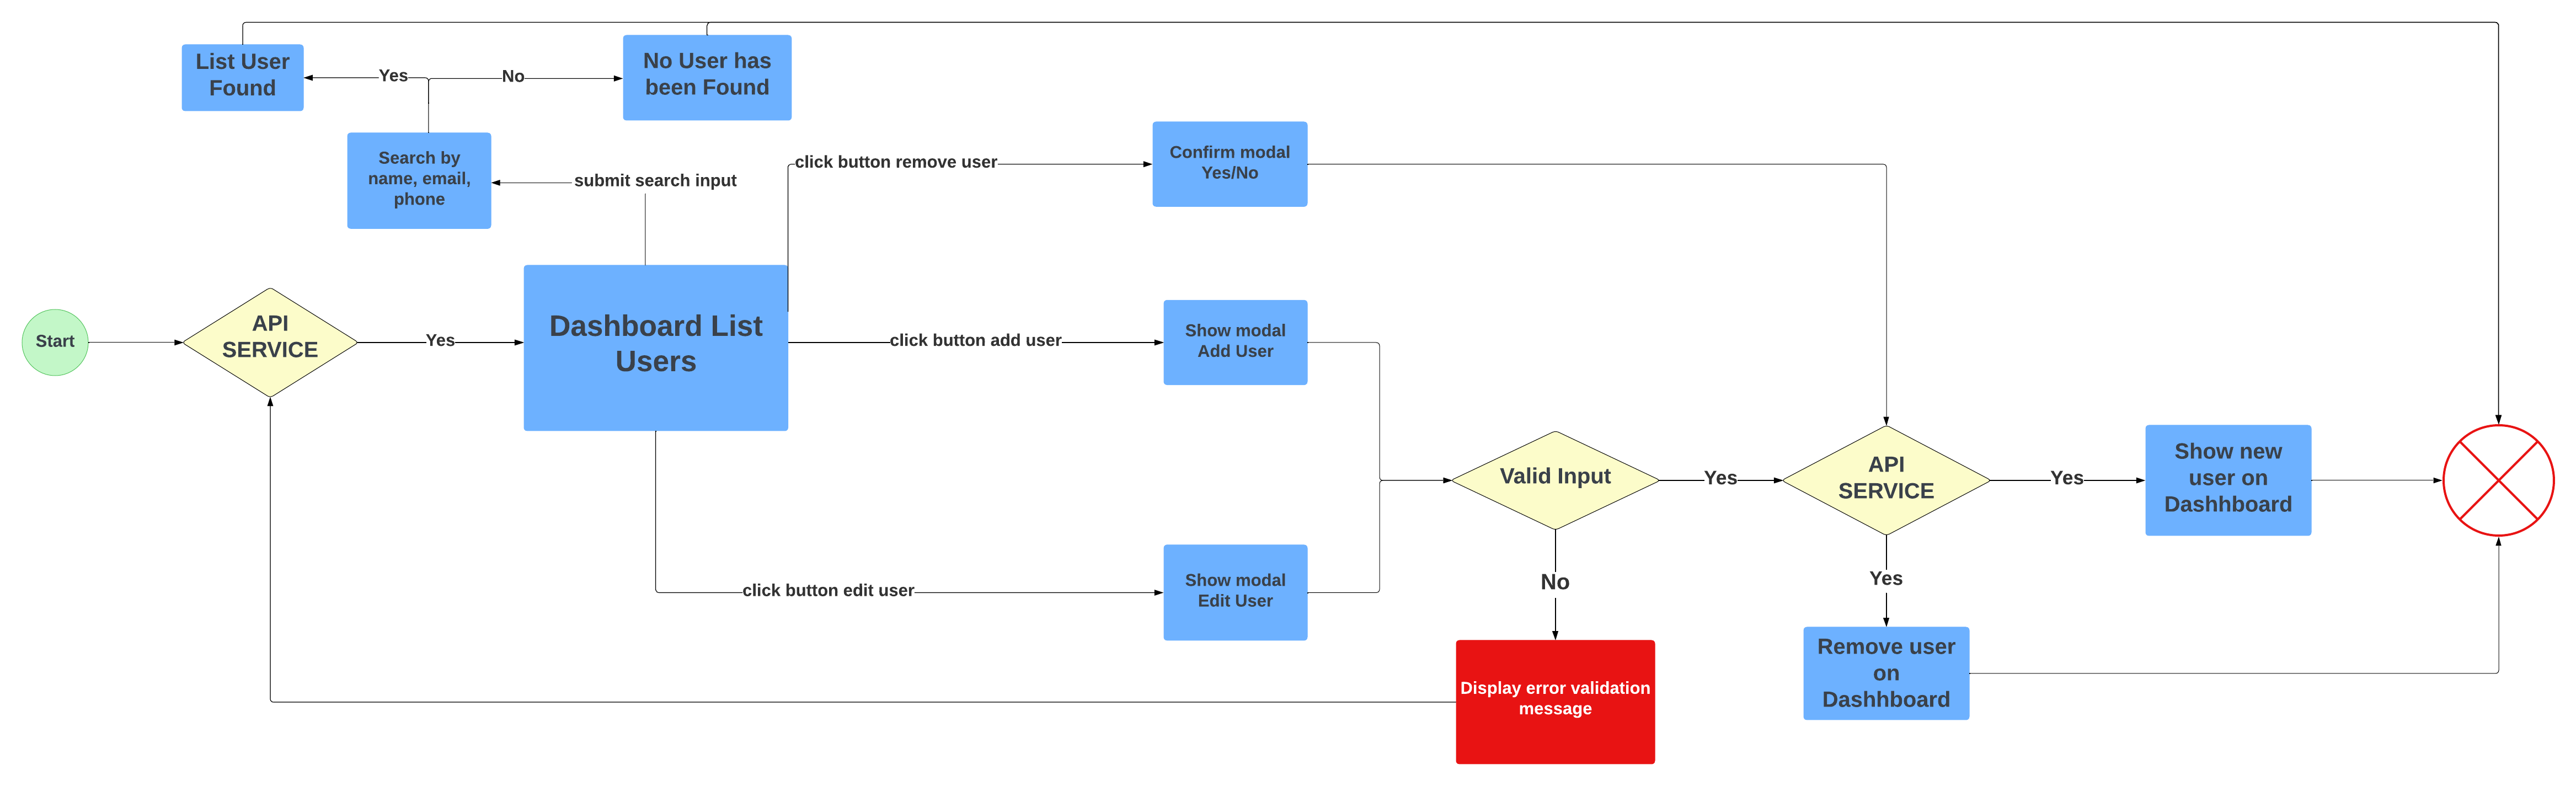 List User
Found
Yes
No
No User has
been Found
Search by
name, email,
phone
submit search input
click button remove user
Confirm modal
Yes/No
Start
API
SERVICE
Yes
Dashboard List
Users
click button add user
Show modal
Add User
click button edit user
Show modal
Edit User
Valid Input
Yes
API
SERVICE
Yes
Show new
user on
Dashhboard
No
Yes
Display error validation
message
Remove user
on
Dashhboard